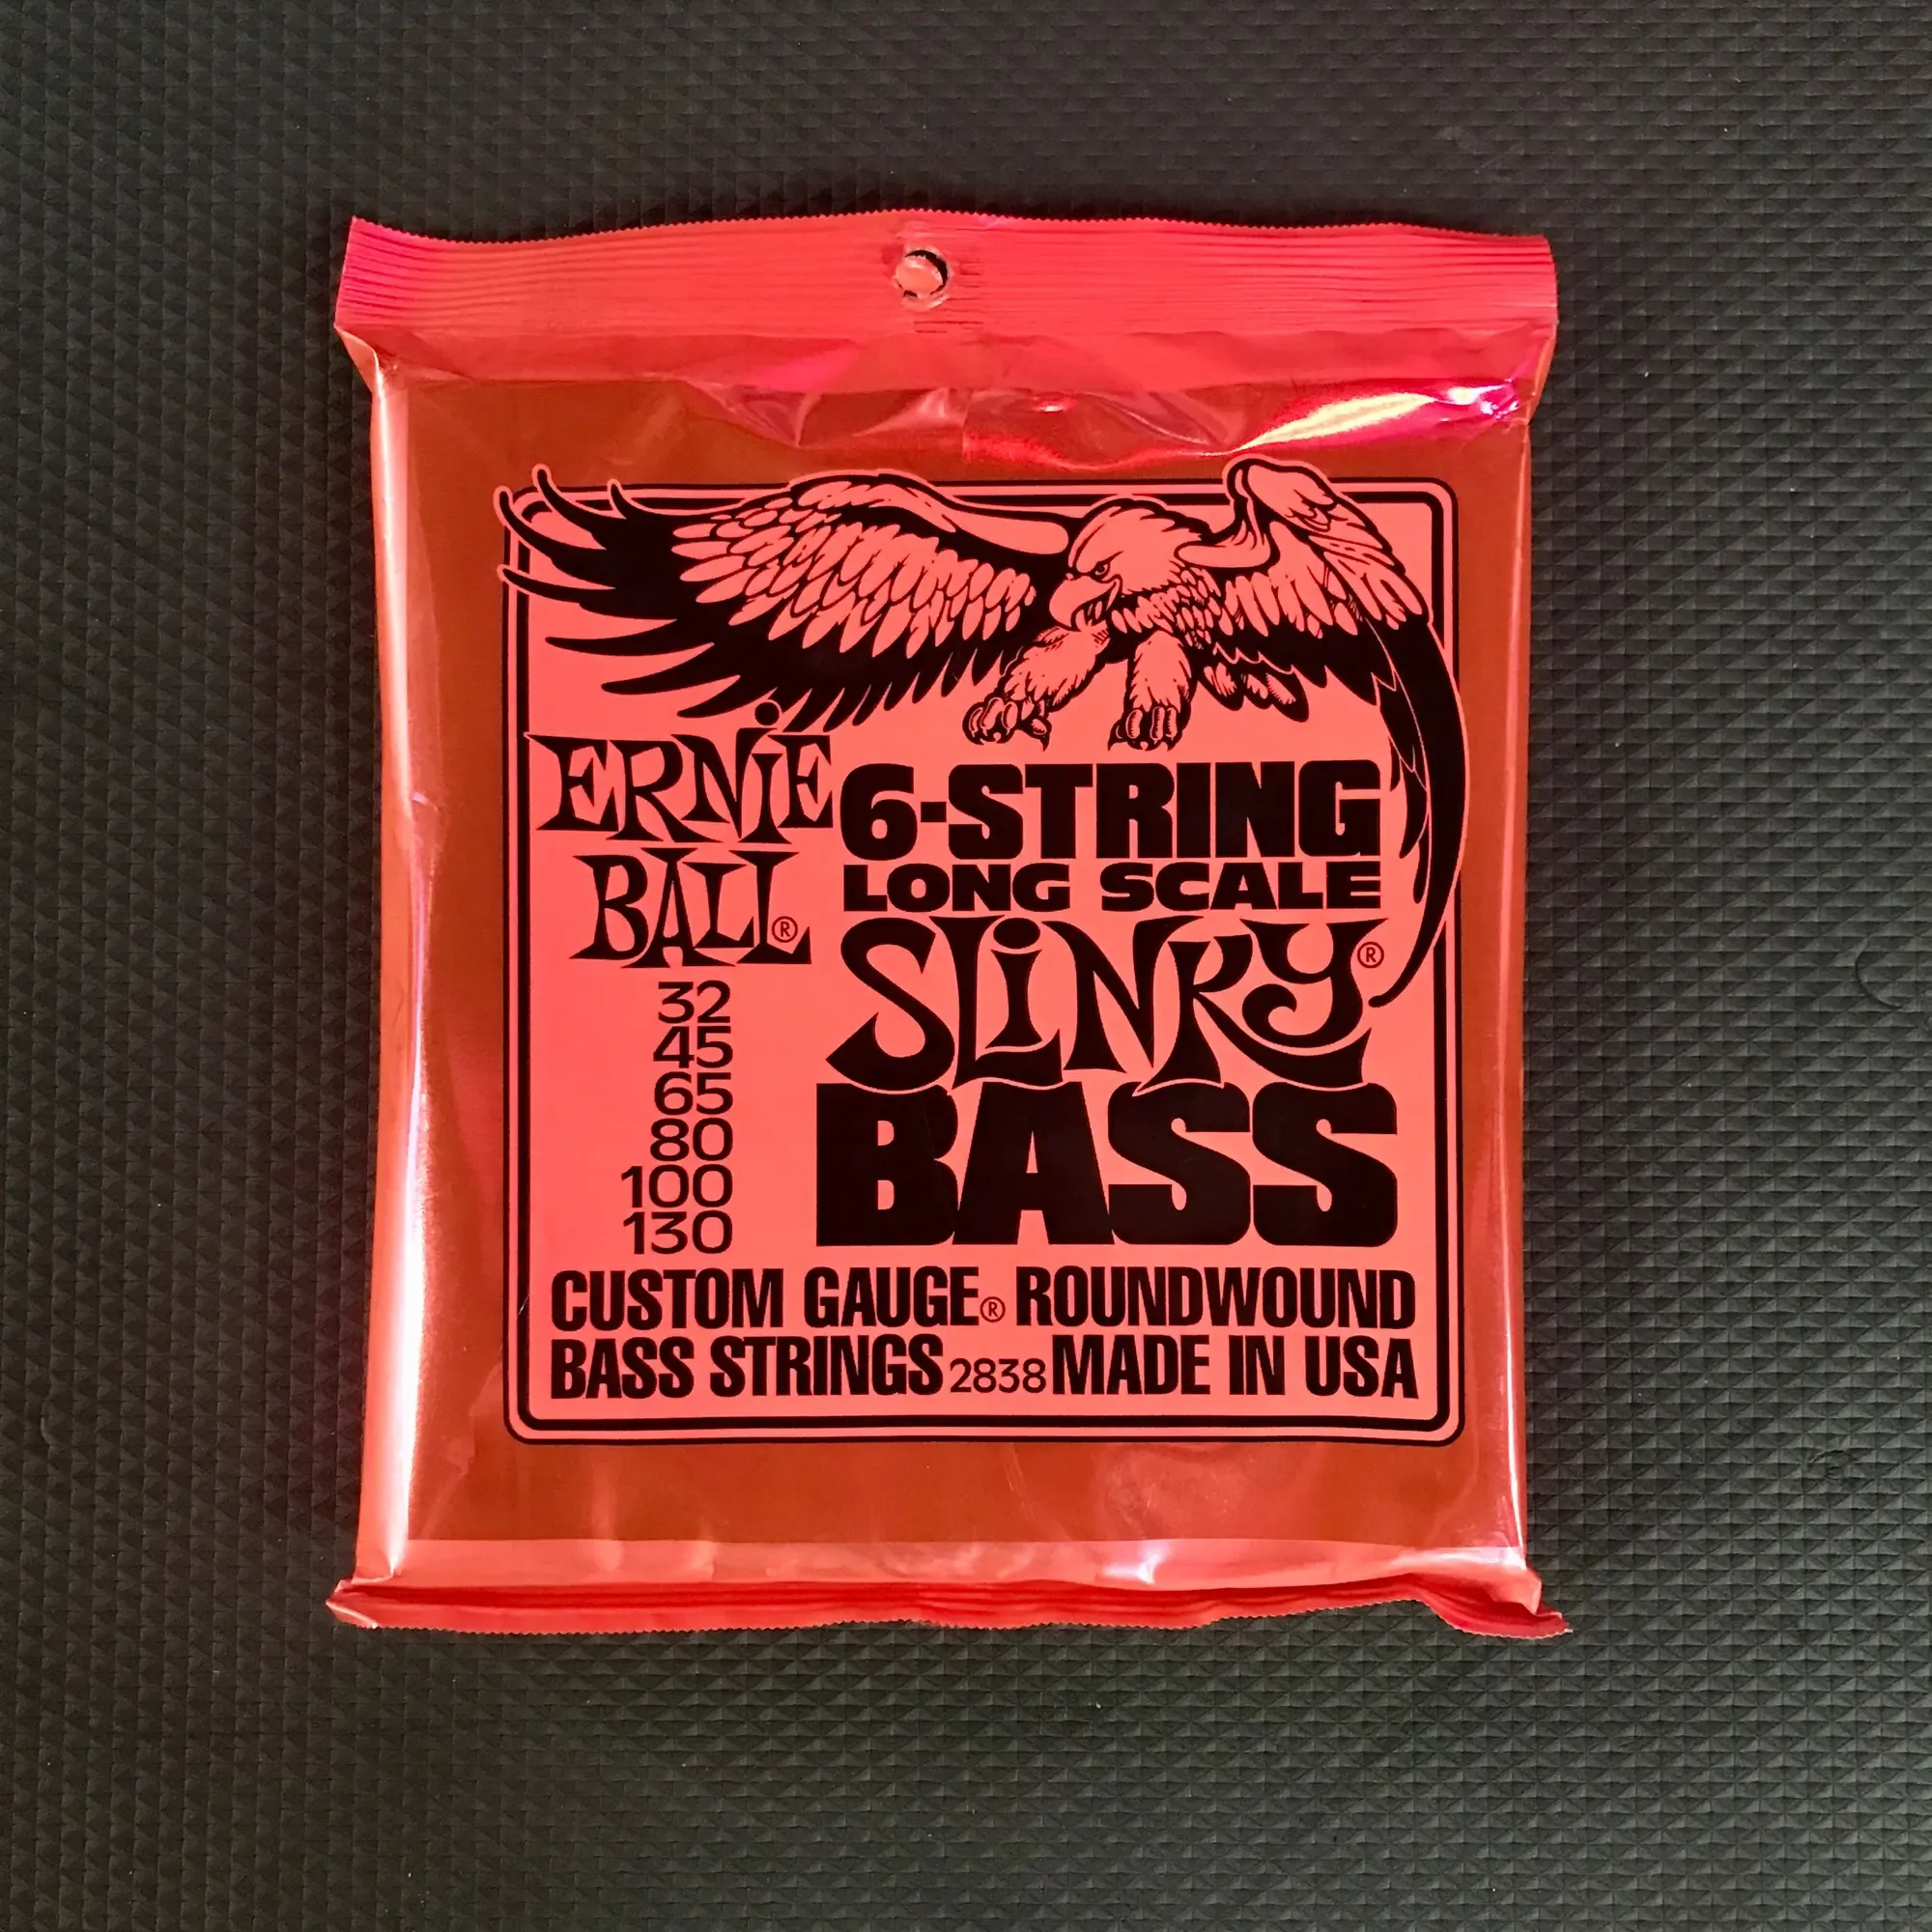 ERNiE
BALL®
6-STRING
LONG SCALE
SLiNKY®
BASS
32
45
65
80
100
130
CUSTOM GAUGE® ROUNDWOUND
BASS STRINGS 2838 MADE IN USA